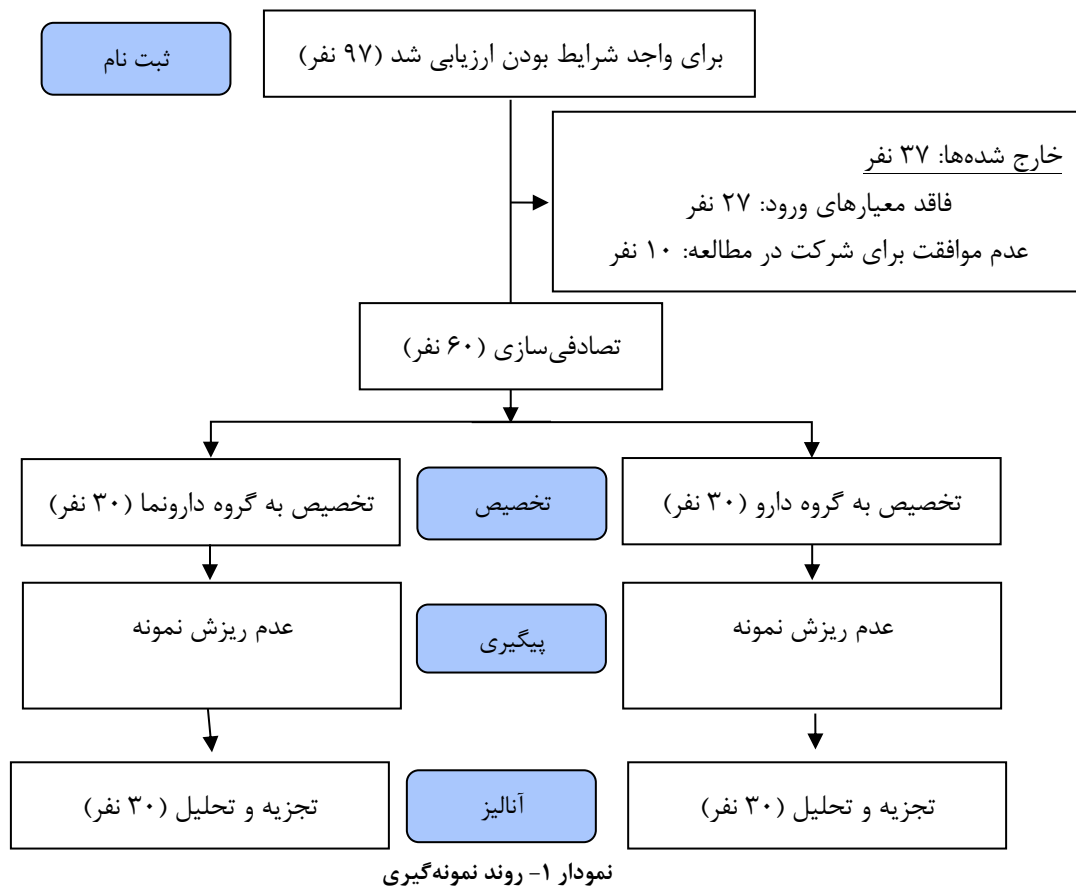 ثبت نام
برای واجد شرایط بودن ارزیابی شد (۹۷ نفر)
خارج شده‌ها: ۳۷ نفر
فاقد معیارهای ورود: ۲۷ نفر
عدم موافقت برای شرکت در مطالعه: ۱۰ نفر
تصادفی‌سازی (۶۰ نفر)
تخصیص به گروه دارو (۳۰ نفر)
تخصیص
تخصیص به گروه دارونما (۳۰ نفر)
عدم ریزش نمونه
پیگیری
عدم ریزش نمونه
تجزیه و تحلیل (۳۰ نفر)
آنالیز
تجزیه و تحلیل (۳۰ نفر)
نمودار ۱- روند نمونه‌گیری